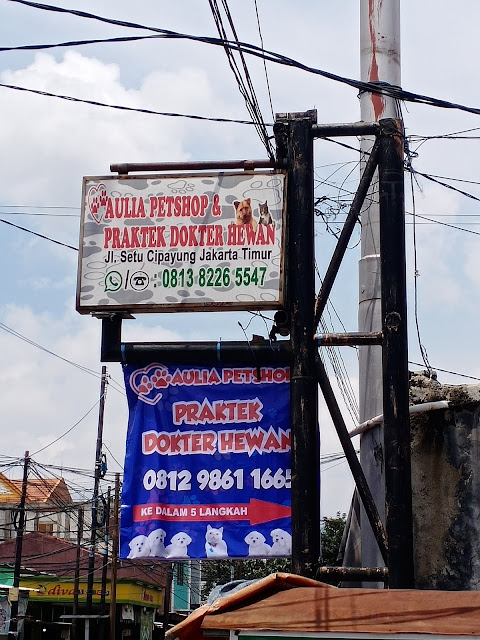 AULIA PETSHOP &
PRAKTEK DOKTER HEWAN
Jl. Setu Cipayung Jakarta Timur
/ : 0813 8226 5547
AULIA PETSHOP
PRAKTEK
DOKTER HEWAN
0812 9861 1665
KE DALAM 5 LANGKAH